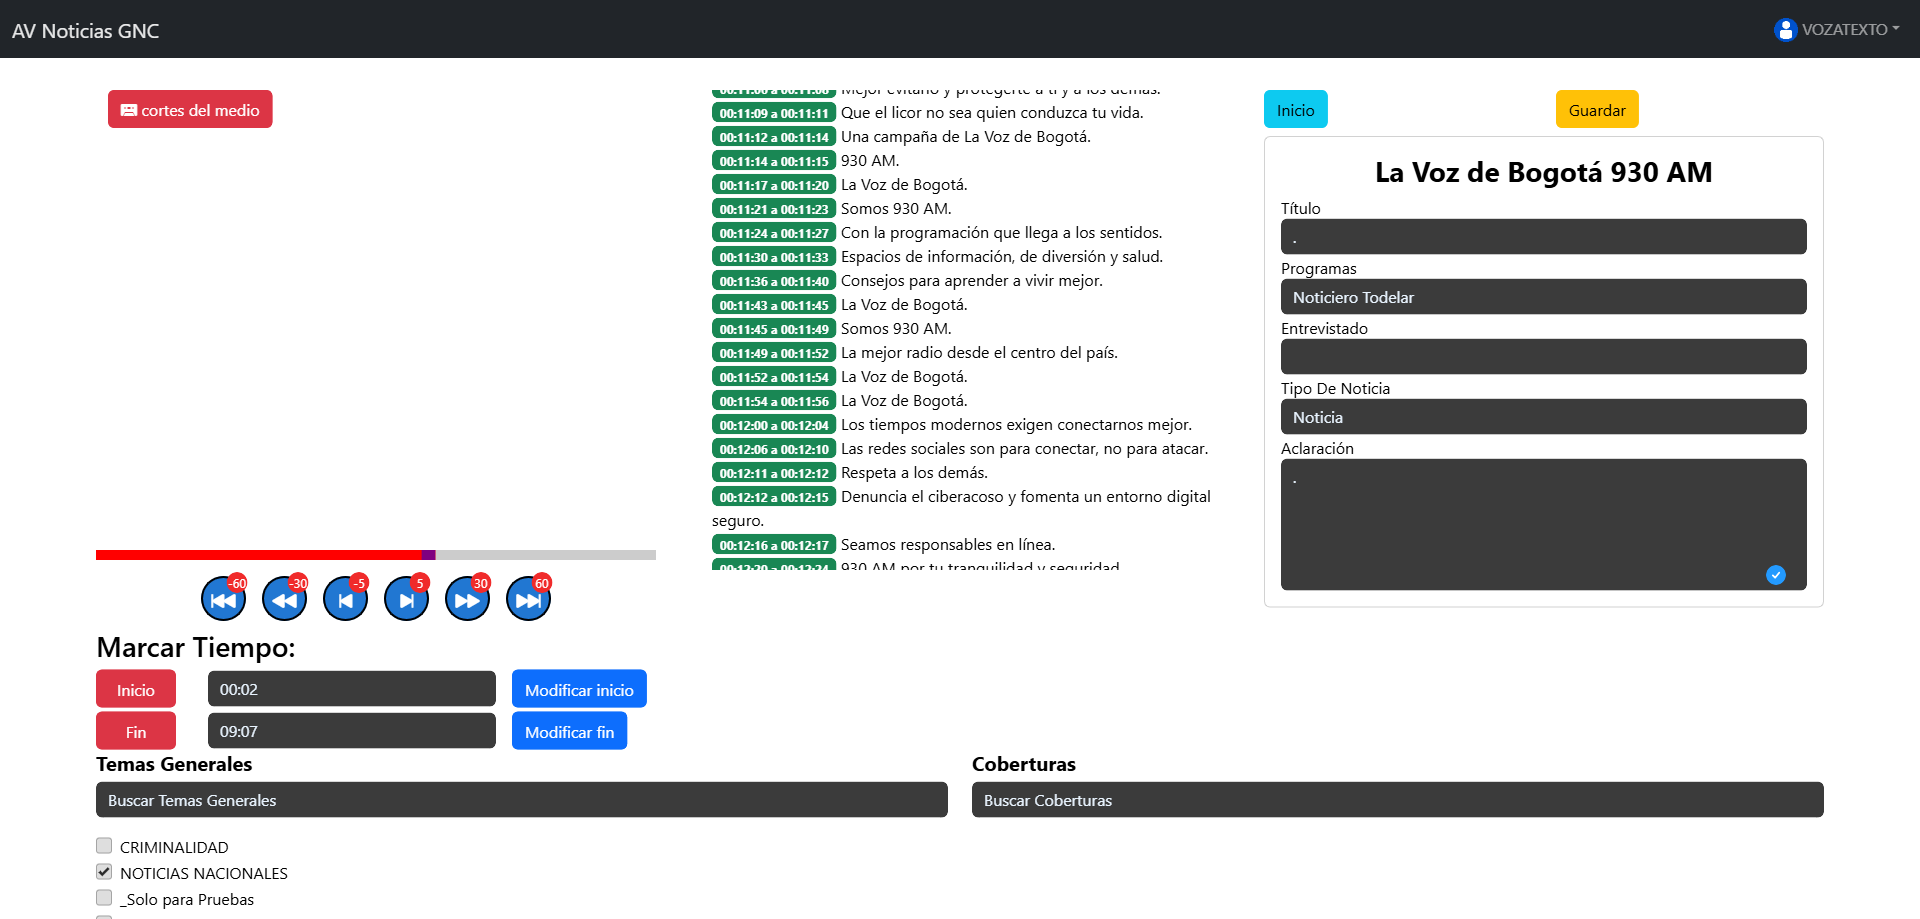 AV Noticias GNC
VOZATEXTO
cortes del medio
00:11:06 a 00:11:08 Mejor evitarlo y protegerte a ti y a los demás.
00:11:09 a 00:11:11 Que el licor no sea quien conduzca tu vida.
00:11:12 a 00:11:14 Una campaña de La Voz de Bogotá.
00:11:14 a 00:11:15 930 AM.
00:11:17 a 00:11:20 La Voz de Bogotá.
00:11:21 a 00:11:23 Somos 930 AM.
00:11:24 a 00:11:27 Con la programación que llega a los sentidos.
00:11:30 a 00:11:33 Espacios de información, de diversión y salud.
00:11:36 a 00:11:40 Consejos para aprender a vivir mejor.
00:11:43 a 00:11:45 La Voz de Bogotá.
00:11:45 a 00:11:49 Somos 930 AM.
00:11:49 a 00:11:52 La mejor radio desde el centro del país.
00:11:52 a 00:11:54 La Voz de Bogotá.
00:11:54 a 00:11:56 La Voz de Bogotá.
00:12:00 a 00:12:04 Los tiempos modernos exigen conectarnos mejor.
00:12:06 a 00:12:10 Las redes sociales son para conectar, no para atacar.
00:12:11 a 00:12:12 Respeta a los demás.
00:12:12 a 00:12:15 Denuncia el ciberacoso y fomenta un entorno digital
seguro.
00:12:16 a 00:12:17 Seamos responsables en línea.
00:12:20 a 00:12:24 930 AM por tu tranquilidad y seguridad
Inicio
Guardar
La Voz de Bogotá 930 AM
Título
.
Programas
Noticiero Todelar
Entrevistado
Tipo De Noticia
Noticia
Aclaración
.
-60
-30
-5
5
30
60
Marcar Tiempo:
Inicio
00:02
Modificar inicio
Fin
09:07
Modificar fin
Temas Generales
Buscar Temas Generales
CRIMINALIDAD
NOTICIAS NACIONALES
_Solo para Pruebas
Coberturas
Buscar Coberturas